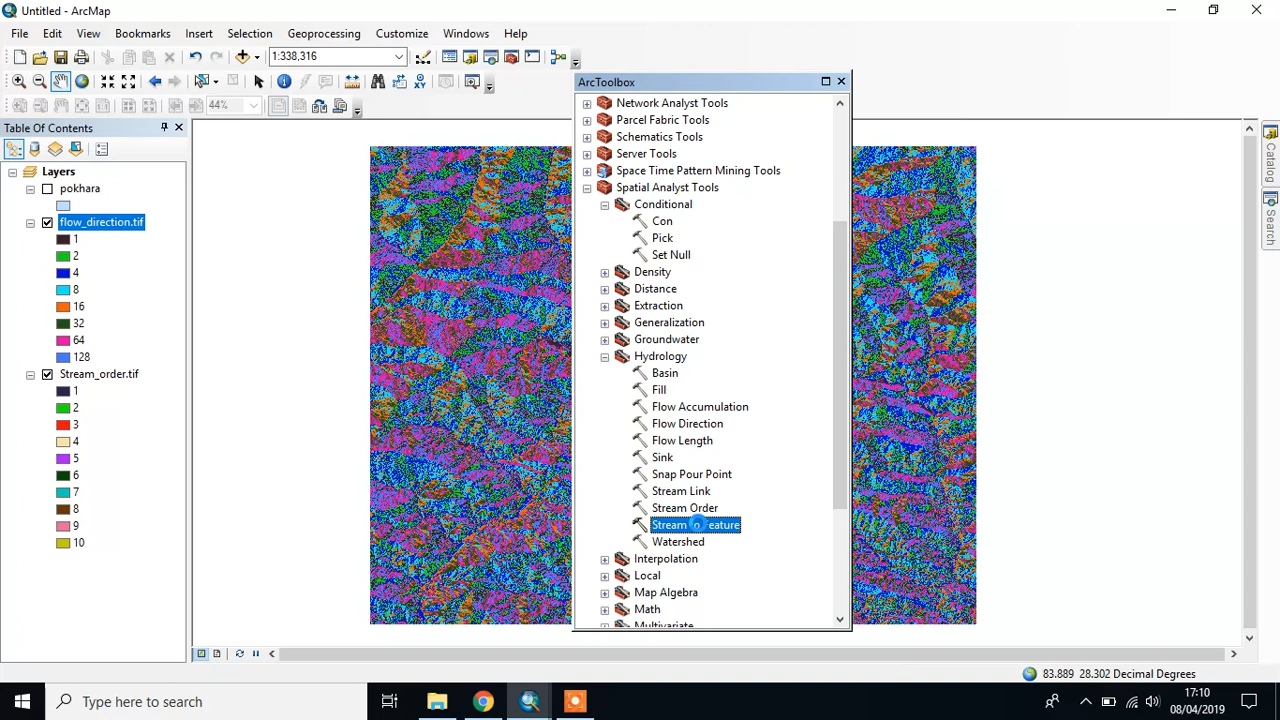 Untitled - ArcMap
File Edit View Bookmarks Insert Selection Geoprocessing Customize Windows Help
1:338,316
44%
Table Of Contents
Layers
pokhara
flow_direction.tif
1
2
4
8
16
32
64
128
Stream_order.tif
1
2
3
4
5
6
7
8
9
10
ArcToolbox
Network Analyst Tools
Parcel Fabric Tools
Schematics Tools
Server Tools
Space Time Pattern Mining Tools
Spatial Analyst Tools
Conditional
Con
Pick
Set Null
Density
Distance
Extraction
Generalization
Groundwater
Hydrology
Basin
Fill
Flow Accumulation
Flow Direction
Flow Length
Sink
Snap Pour Point
Stream Link
Stream Order
Stream eature
Watershed
Interpolation
Local
Map Algebra
Math
Multivariate
Catalog
Search
83.889 28.302 Decimal Degrees
Type here to search
17:10
08/04/2019